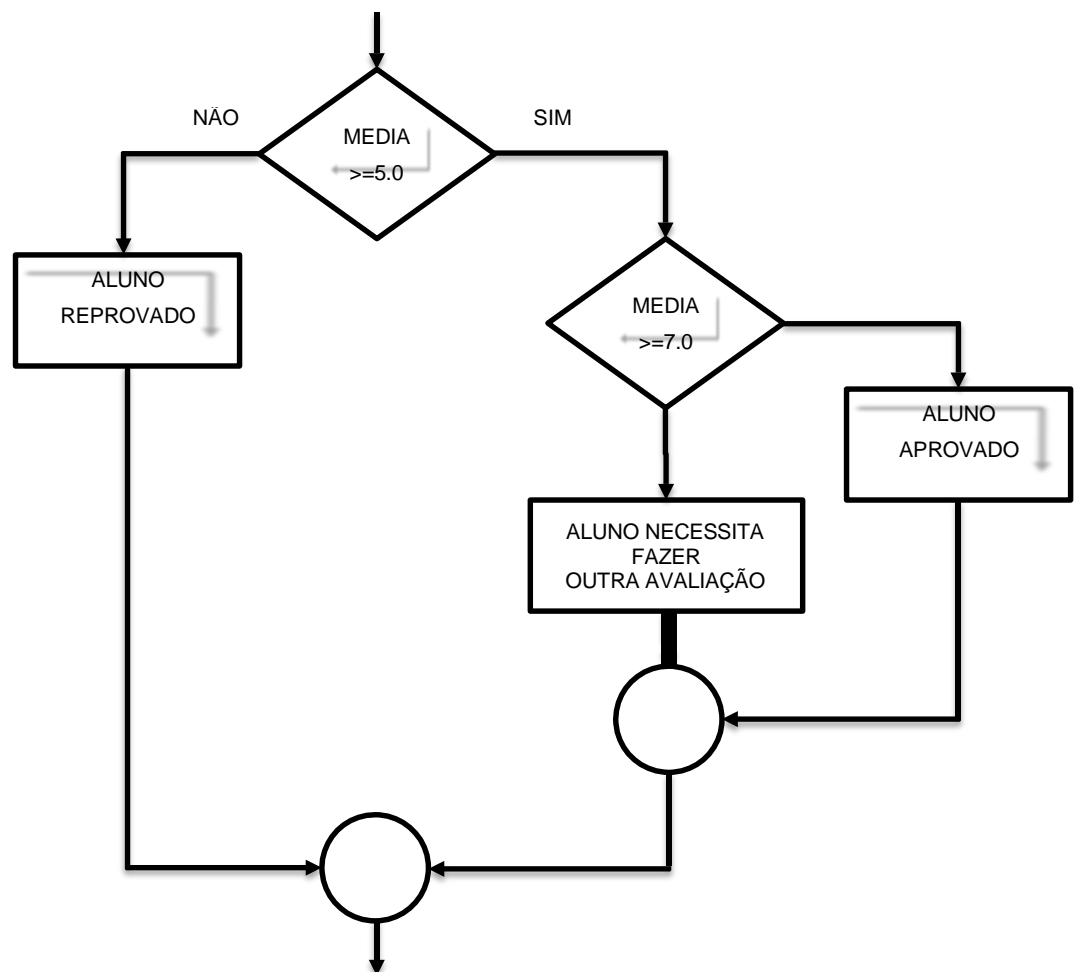 NÃO
SIM
MEDIA
>=5.0
ALUNO
REPROVADO
MEDIA
>=7.0
ALUNO
APROVADO
ALUNO NECESSITA
FAZER
OUTRA AVALIAÇÃO